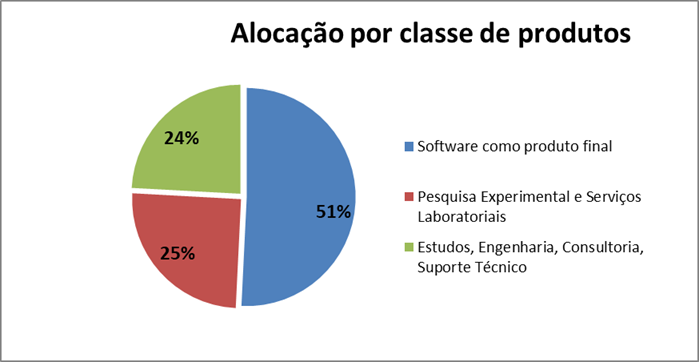 Alocação por classe de produtos
24%
51%
25%
Software como produto final
Pesquisa Experimental e Serviços
Laboratoriais
Estudos, Engenharia, Consultoria,
Suporte Técnico